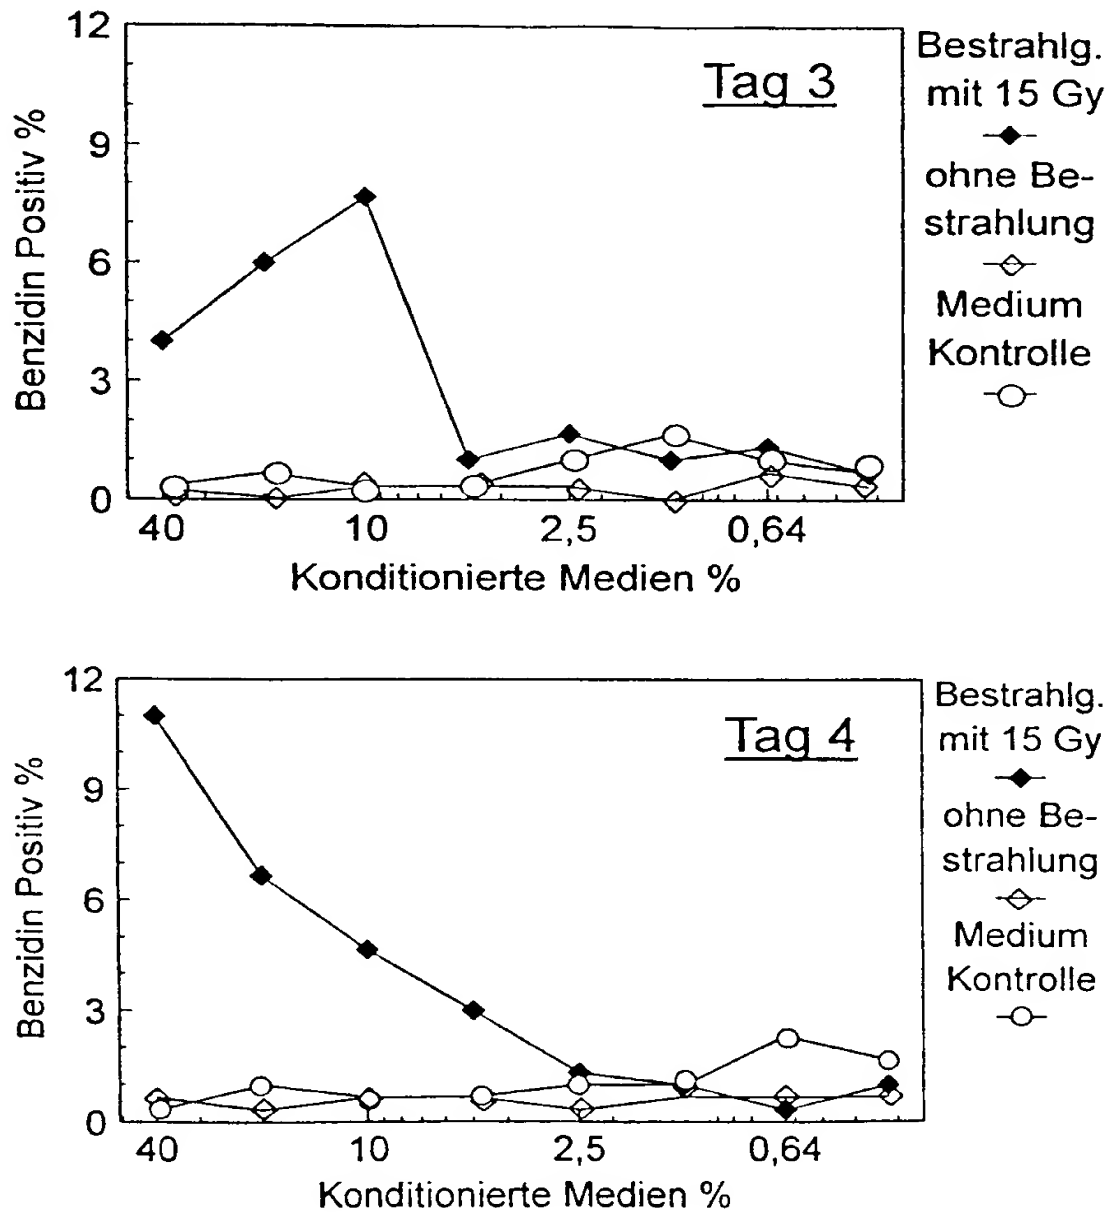 12
9
6
3
0
Benzidin Positiv %
Tag 3
40 10 2,5 0,64
Konditionierte Medien %
Bestrahlg.
mit 15 Gy
ohne Be-
strahlung
Medium
Kontrolle
12
9
6
3
0
Benzidin Positiv %
Tag 4
40 10 2,5 0,64
Konditionierte Medien %
Bestrahlg.
mit 15 Gy
ohne Be-
strahlung
Medium
Kontrolle